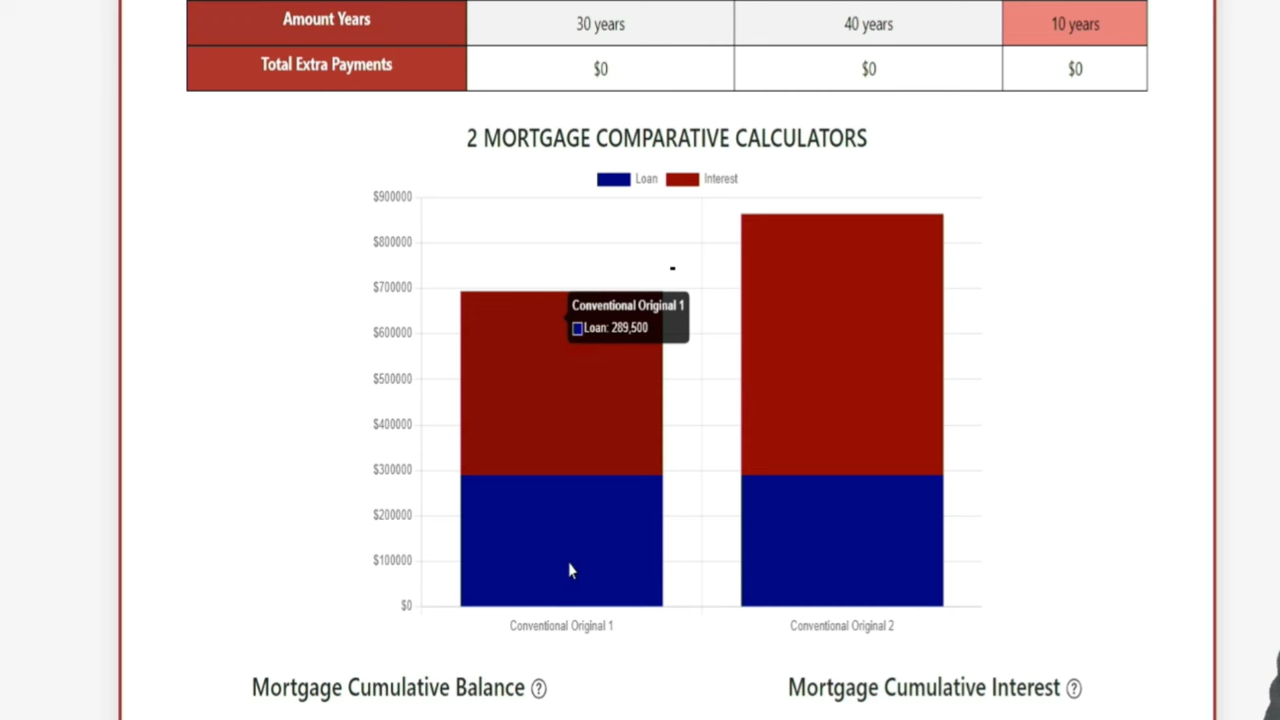 Amount Years 30 years 40 years 10 years
Total Extra Payments $0 $0 $0
2 MORTGAGE COMPARATIVE CALCULATORS
Loan Interest
$900000
$800000
$700000
$600000
$500000
$400000
$300000
$200000
$100000
$0
Conventional Original 1
Loan: 289,500
Conventional Original 1 Conventional Original 2
Mortgage Cumulative Balance ? Mortgage Cumulative Interest ?